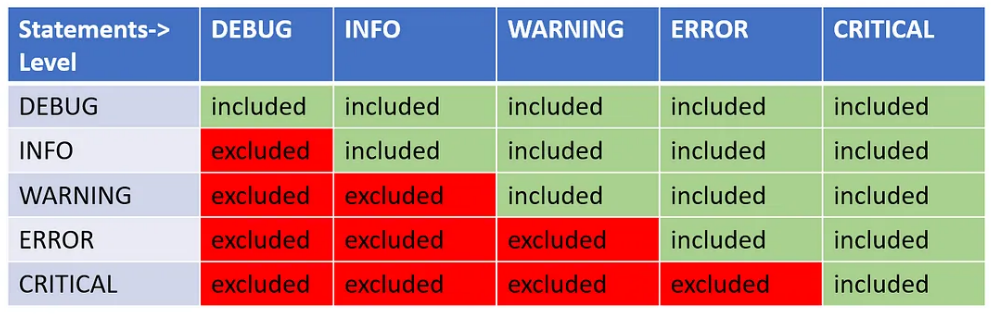 Statements-> DEBUG INFO WARNING ERROR CRITICAL
Level
DEBUG included included included included included
INFO excluded included included included included
WARNING excluded excluded included included included
ERROR excluded excluded excluded included included
CRITICAL excluded excluded excluded excluded included